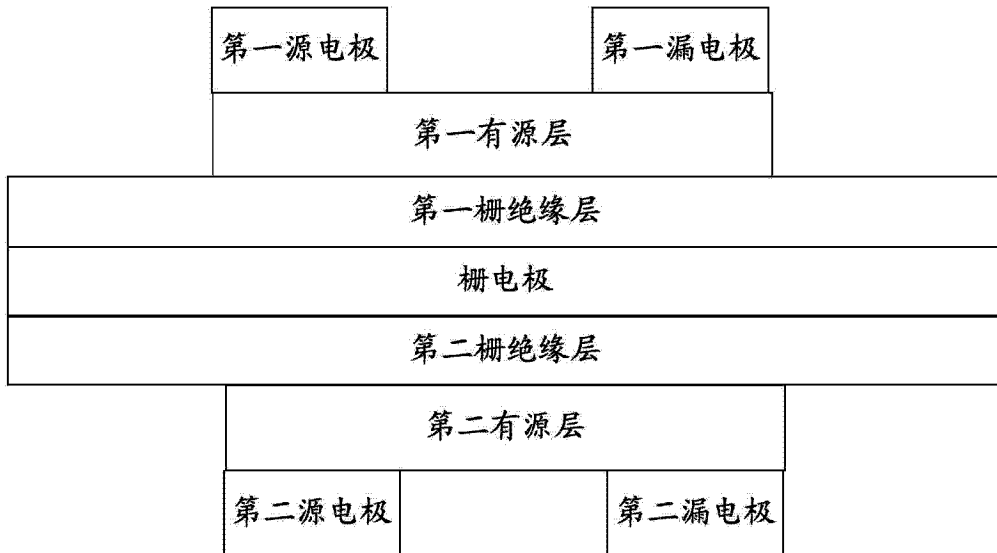 第一源电极
第一漏电极
第一有源层
第一栅绝缘层
栅电极
第二栅绝缘层
第二有源层
第二源电极
第二漏电极